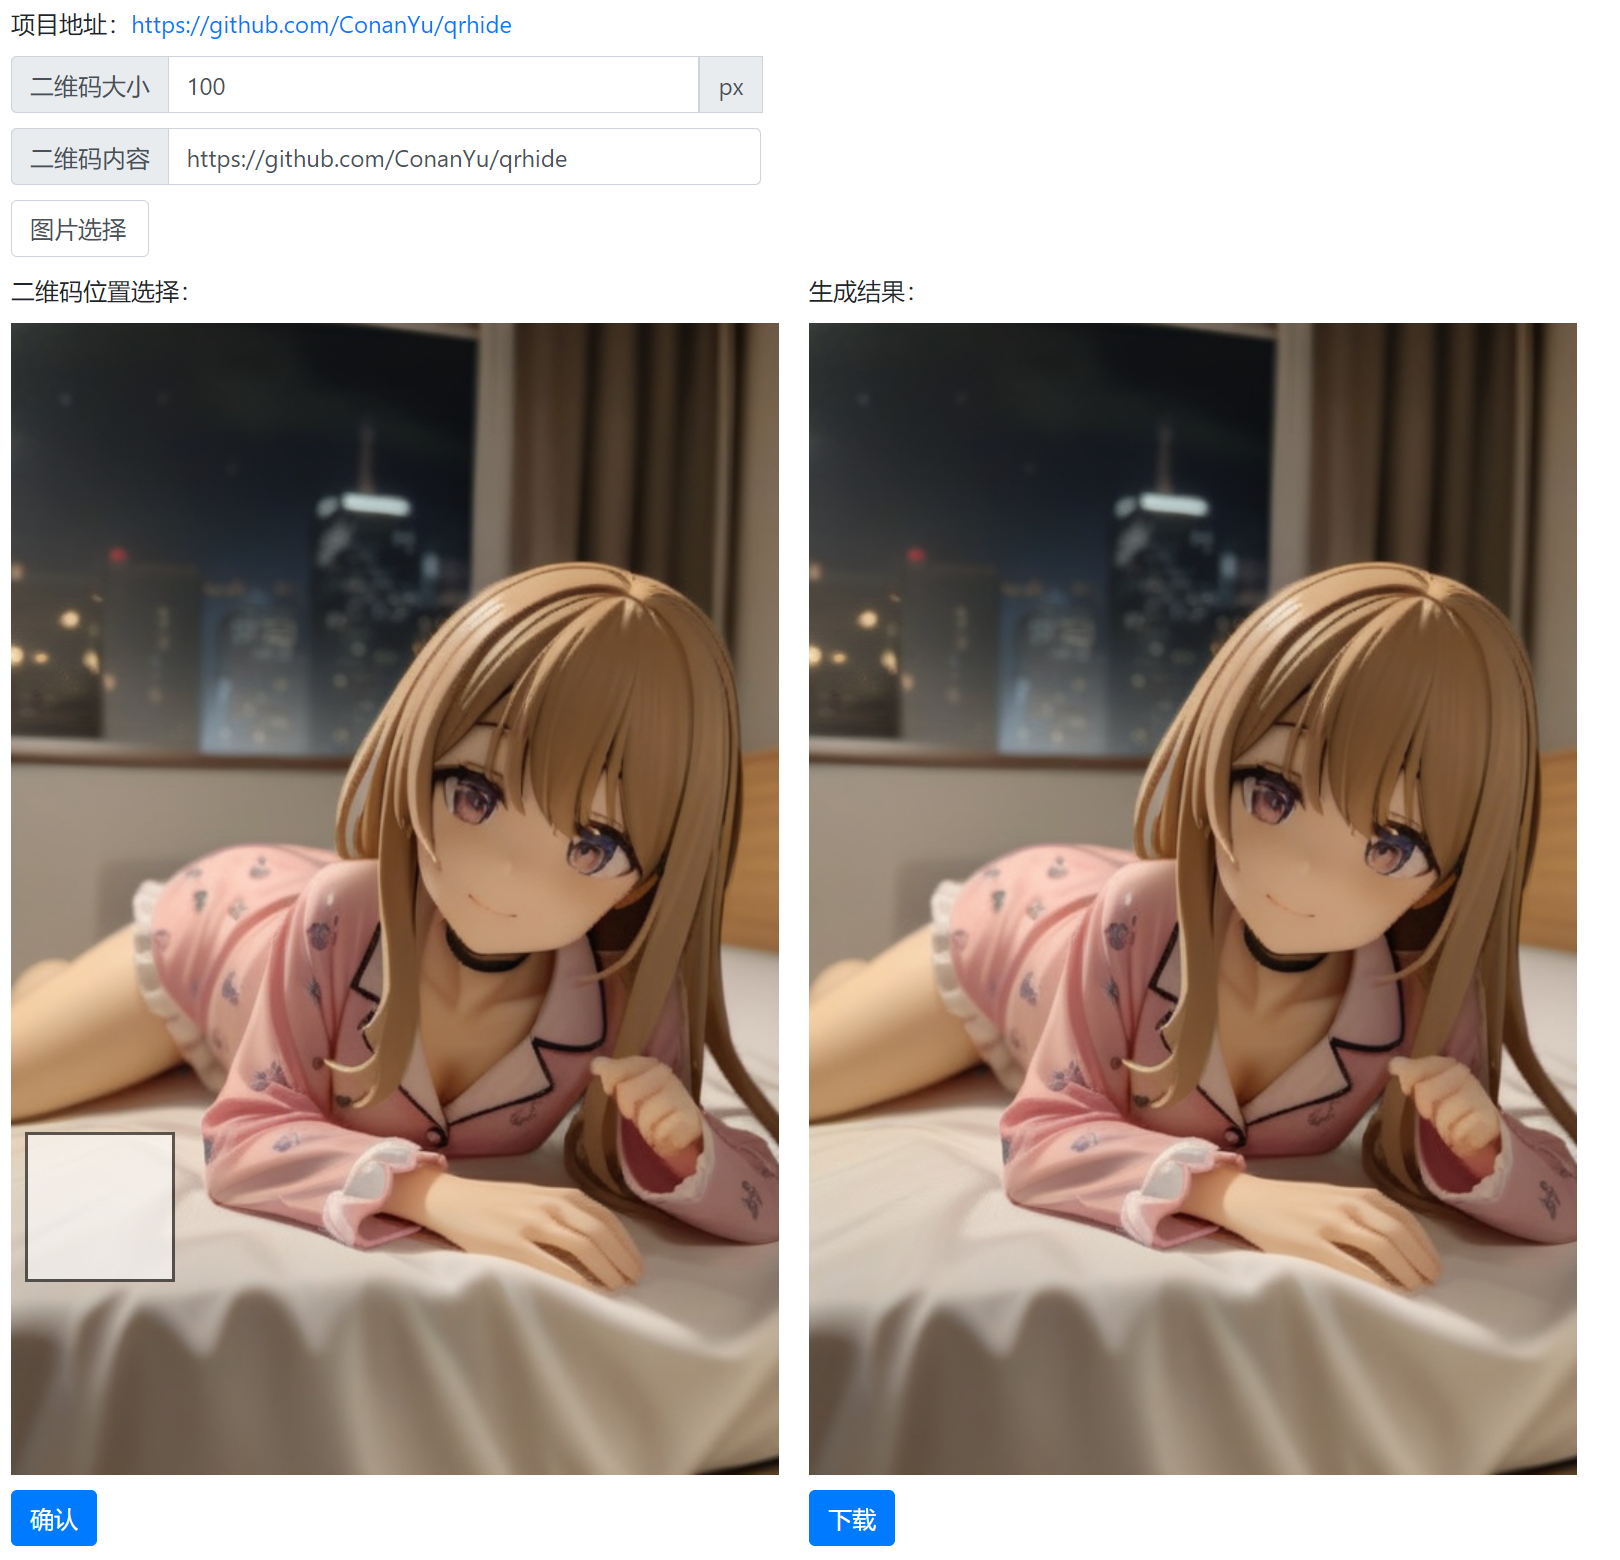 项目地址：https://github.com/ConanYu/qrhide
二维码大小 100 px
二维码内容 https://github.com/ConanYu/qrhide
图片选择
二维码位置选择：
生成结果：
确认
下载